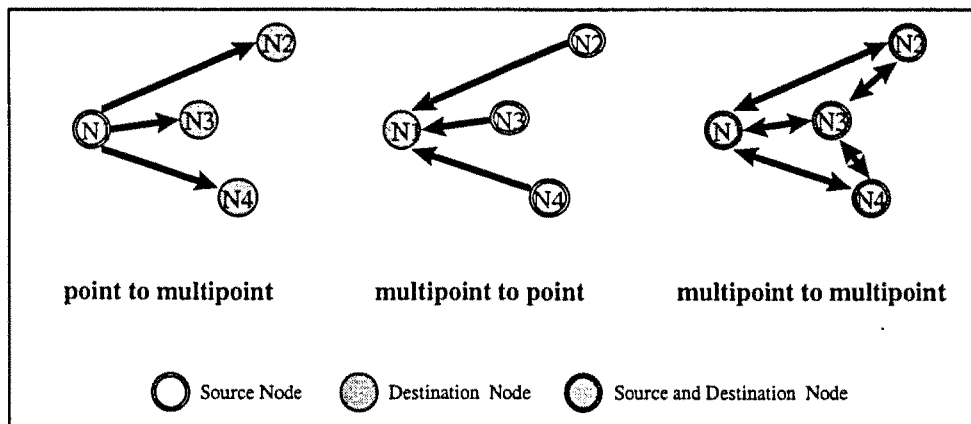 N2
N2
N2
N
N3
N1
N3
N
N3
N4
N4
N4
point to multipoint
multipoint to point
multipoint to multipoint
Source Node
Destination Node
Source and Destination Node